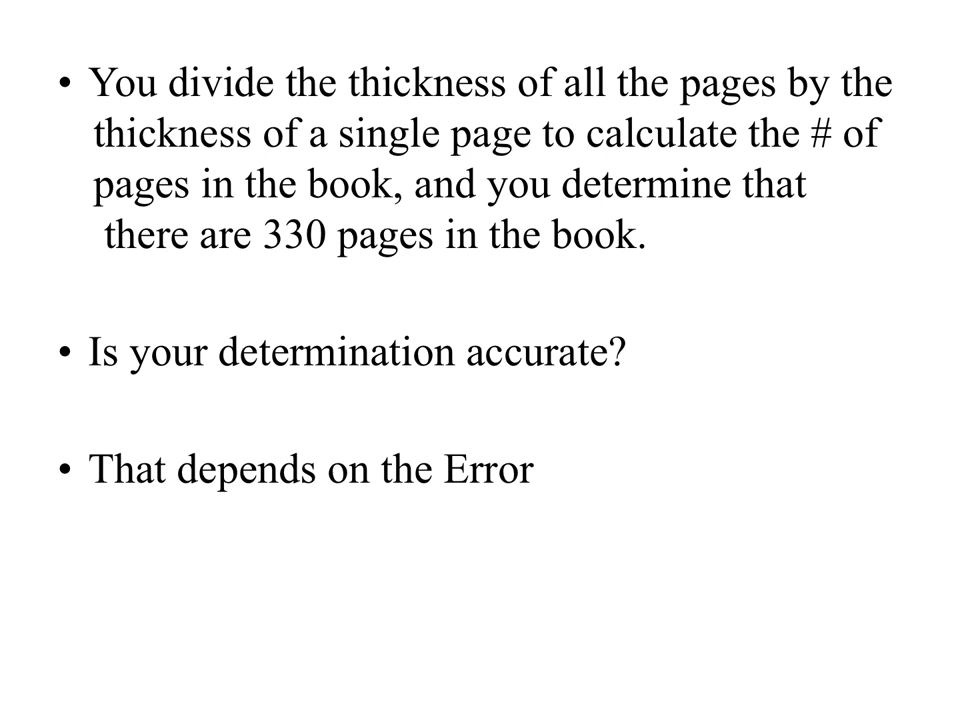 • You divide the thickness of all the pages by the
thickness of a single page to calculate the # of
pages in the book, and you determine that
there are 330 pages in the book.
• Is your determination accurate?
• That depends on the Error